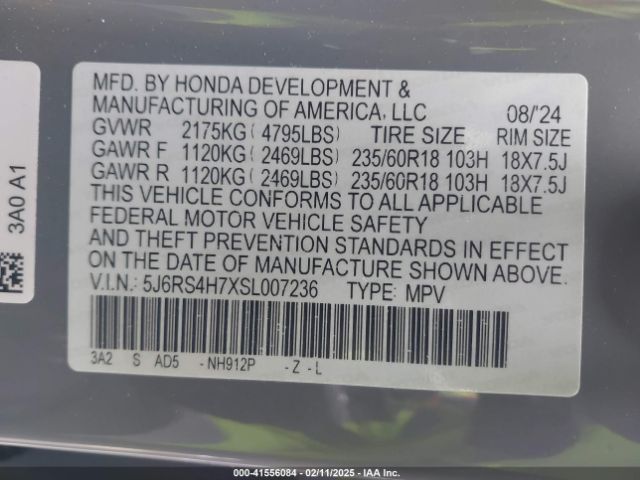 3A0 A1
MFD. BY HONDA DEVELOPMENT &
MANUFACTURING OF AMERICA, LLC 08/'24
GVWR 2175KG ( 4795LBS) TIRE SIZE RIM SIZE
GAWR F 1120KG ( 2469LBS) 235/60R18 103H 18X7.5J
GAWR R 1120KG ( 2469LBS) 235/60R18 103H 18X7.5J
THIS VEHICLE CONFORMS TO ALL APPLICABLE
FEDERAL MOTOR VEHICLE SAFETY
AND THEFT PREVENTION STANDARDS IN EFFECT
ON THE DATE OF MANUFACTURE SHOWN ABOVE.
V.I.N.: 5J6RS4H7XSL007236 TYPE: MPV
3A2 S AD5 - NH912P - Z - L
000-41556084 - 02/11/2025 - IAA Inc.